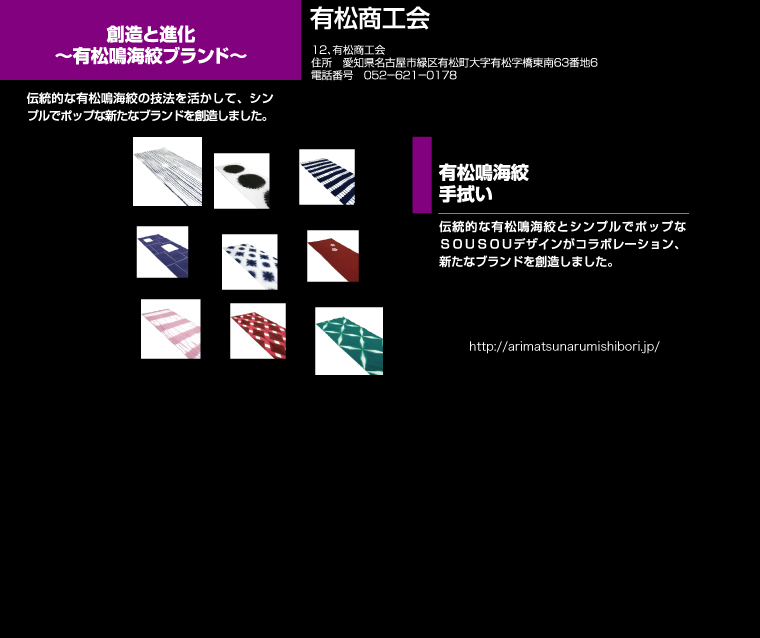 創造と進化
～有松鳴海絞ブランド～
有松商工会
12、有松商工会
住所　愛知県名古屋市緑区有松町大字有松字橋東南63番地6
電話番号　052−621−0178
伝統的な有松鳴海絞の技法を活かして、シン
プルでポップな新たなブランドを創造しました。
有松鳴海絞
手拭い
伝統的な有松鳴海絞とシンプルでポップな
ＳＯＵＳＯＵデザインがコラボレーション、
新たなブランドを創造しました。
http://arimatsunarumishibori.jp/